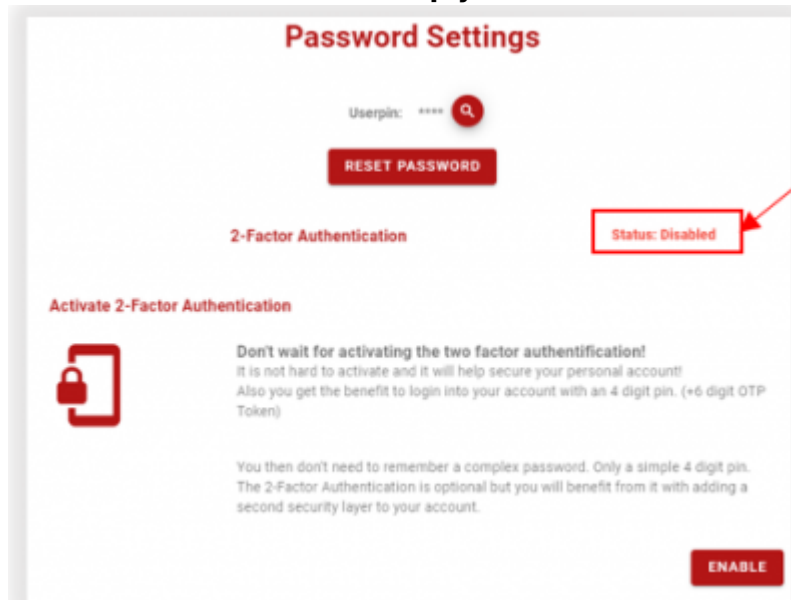 Password Settings
Userpin: ****
RESET PASSWORD
2-Factor Authentication
Status: Disabled
Activate 2-Factor Authentication
Don't wait for activating the two factor authentification!
It is not hard to activate and it will help secure your personal account!
Also you get the benefit to login into your account with an 4 digit pin. (+6 digit OTP
Token)
You then don't need to remember a complex password. Only a simple 4 digit pin.
The 2-Factor Authentication is optional but you will benefit from it with adding a
second security layer to your account.
ENABLE